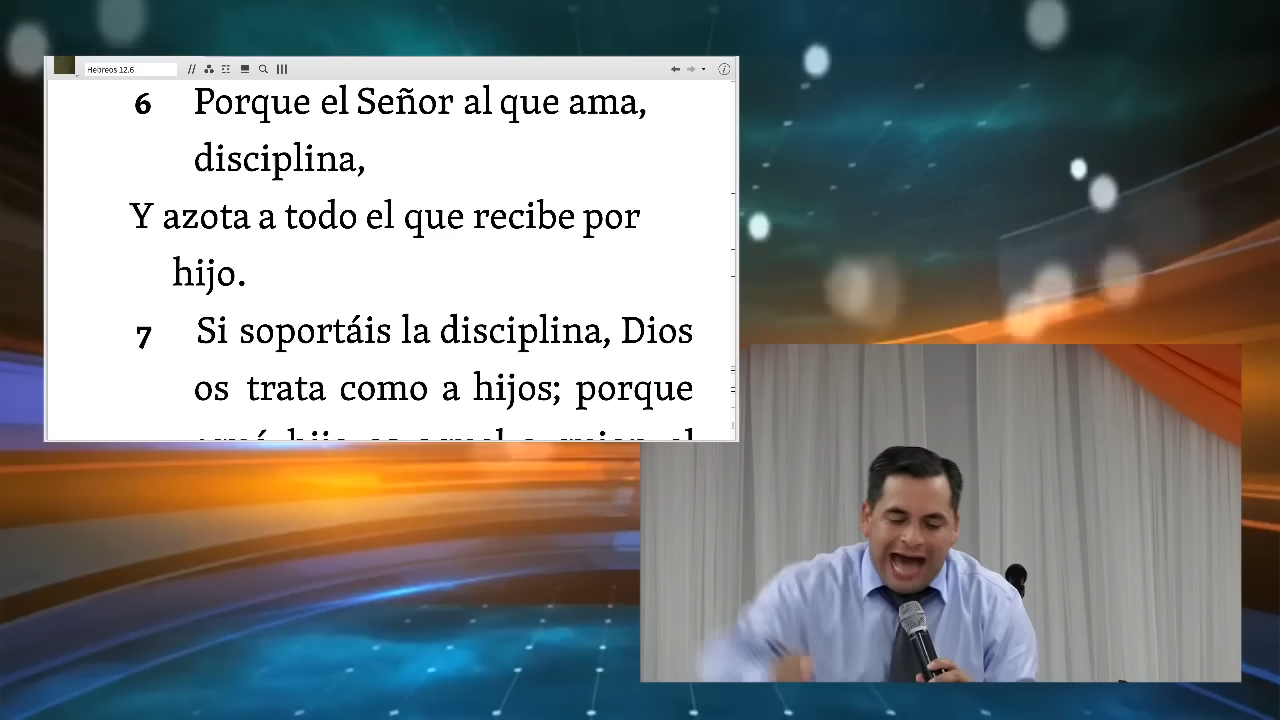 Hebreos 12.6
6 Porque el Señor al que ama,
disciplina,
Y azota a todo el que recibe por
hijo.
7 Si soportáis la disciplina, Dios
os trata como a hijos; porque